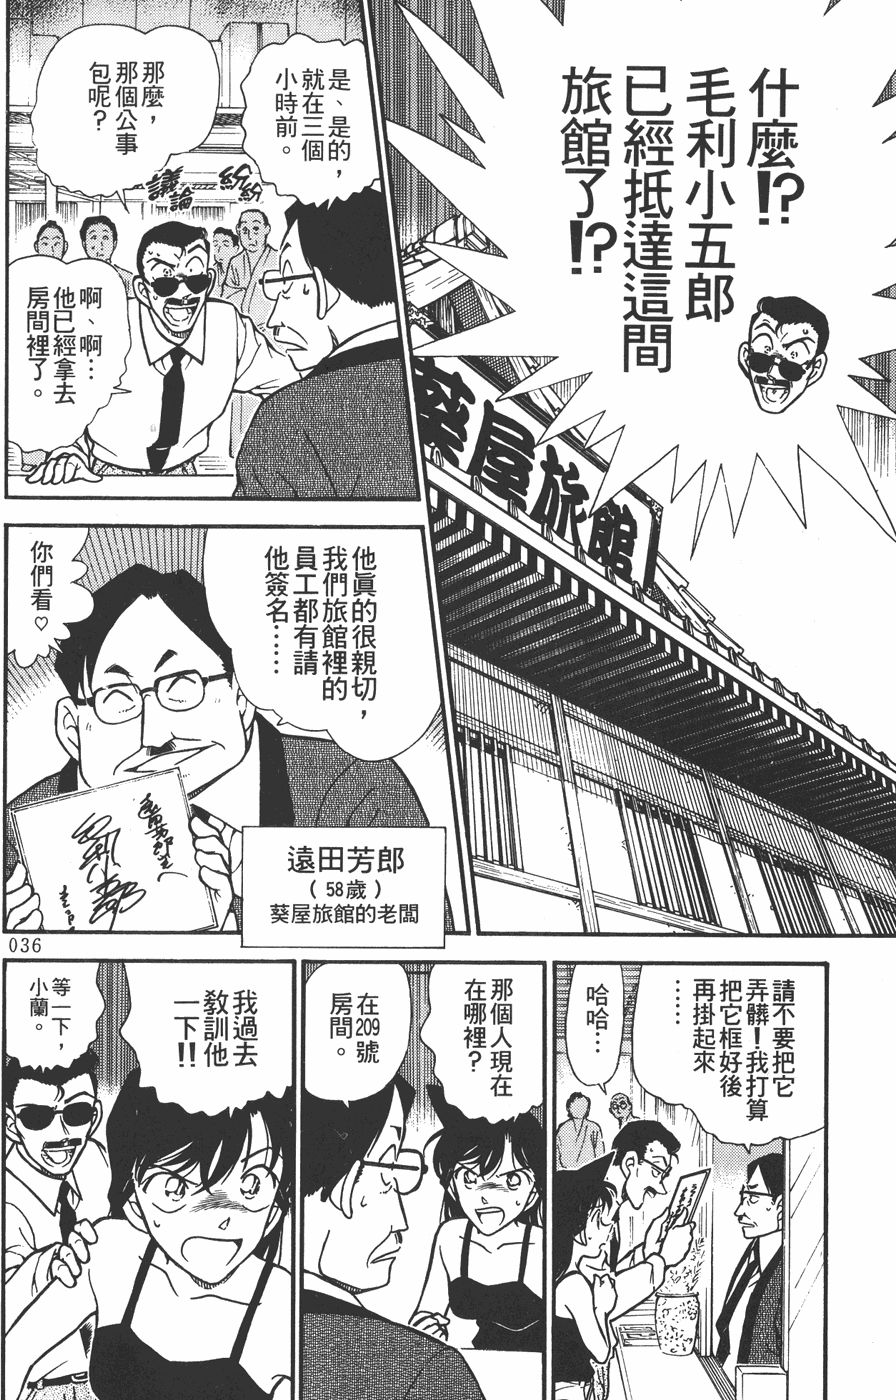 什麼!?
毛利小五郎
已經抵達這間
旅館了!?
葵屋旅館
是、是的，
就在三個
小時前。
那麼，
那個公事
包呢？
議論
紛紛
啊、啊…
他已經拿去
房間裡了。
他真的很親切，
我們旅館裡的
員工都有請
他簽名……
你們看♡
遠田芳郎
（58歲）
葵屋旅館的老闆
036
請不要把它
弄髒！我打算
把它框好後
再掛起來
……
哈哈…
那個人現在
在哪裡？
在209號
房間。
我過去
教訓他
一下!!
等一下，
小蘭。